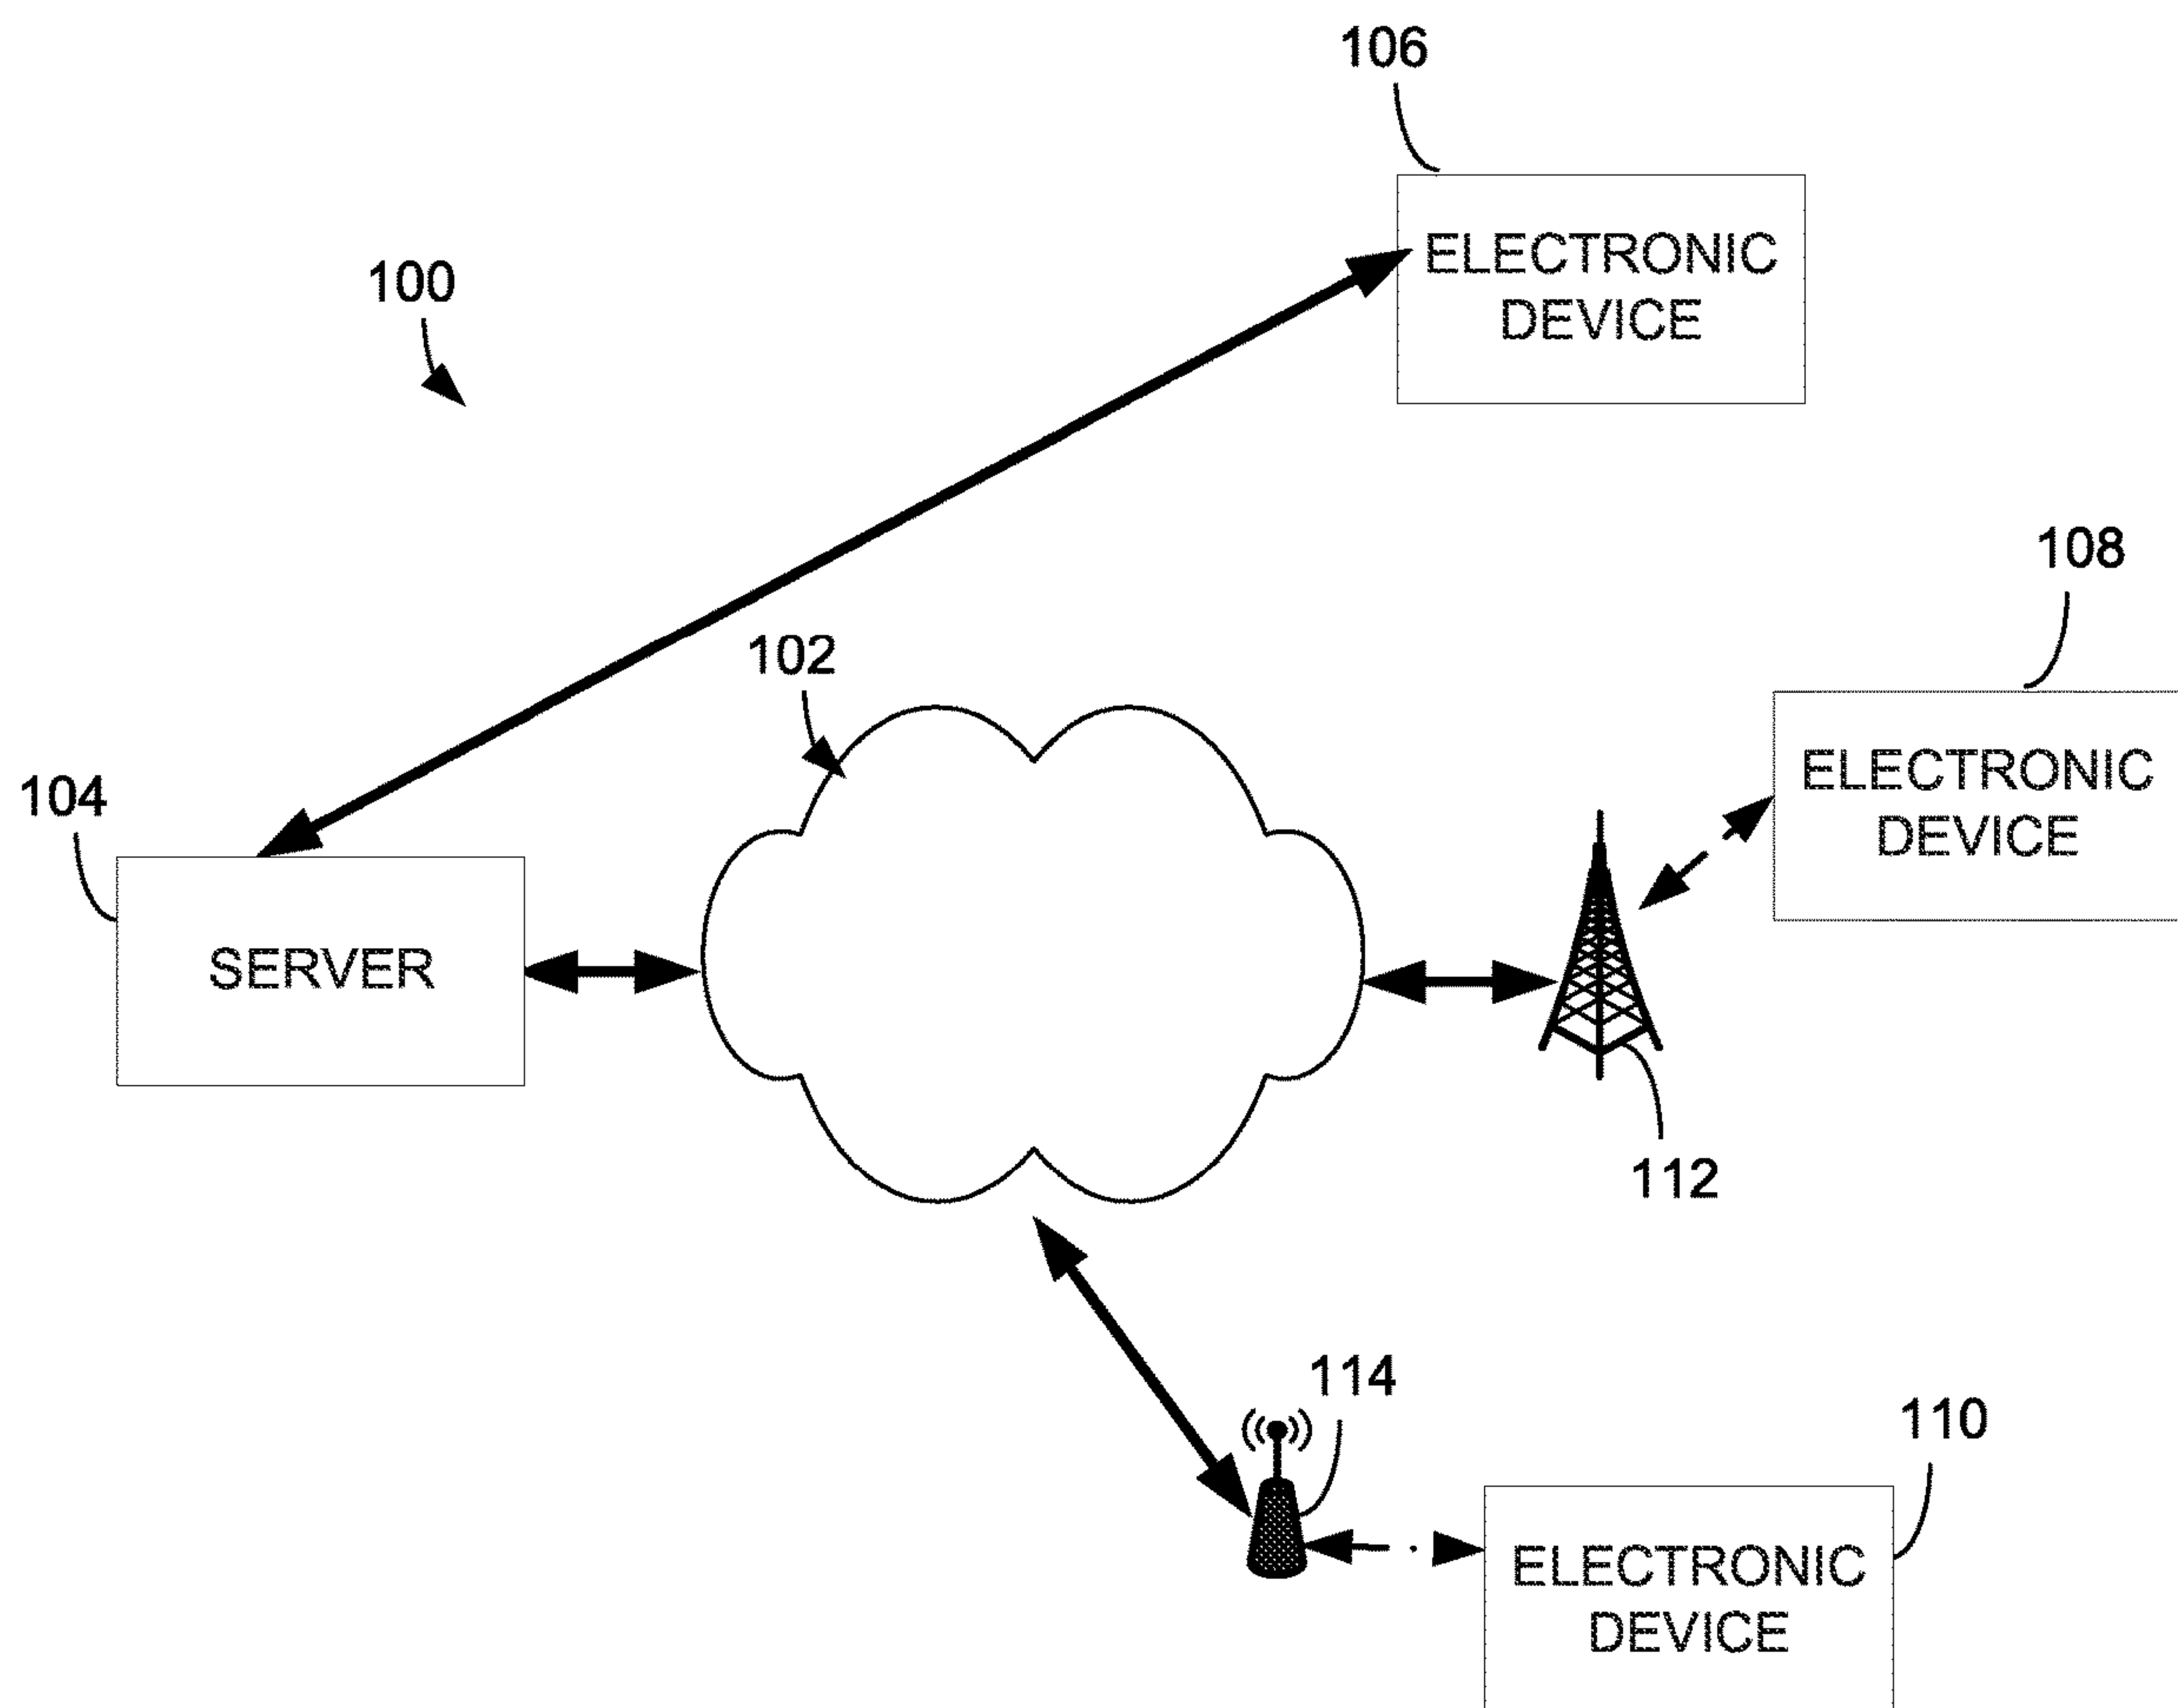 106
ELECTRONIC
DEVICE
100
108
102
ELECTRONIC
DEVICE
104
SERVER
112
114
110
ELECTRONIC
DEVICE